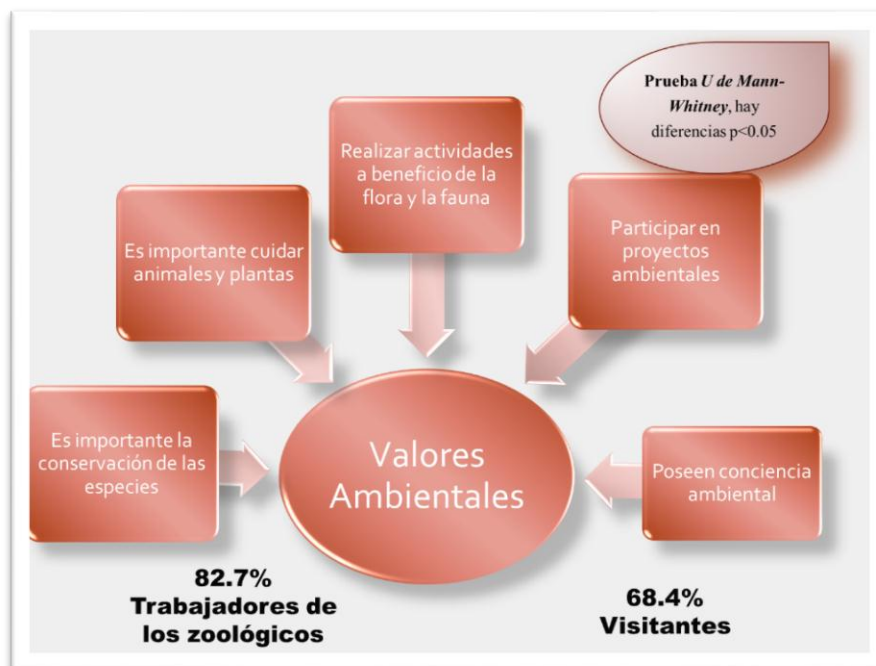 Prueba U de Mann-
Whitney, hay
diferencias p<0.05
Realizar actividades
a beneficio de la
flora y la fauna
Participar en
proyectos
ambientales
Es importante cuidar
animales y plantas
Es importante la
conservación de las
especies
Valores
Ambientales
Poseen conciencia
ambiental
82.7%
Trabajadores de
los zoológicos
68.4%
Visitantes